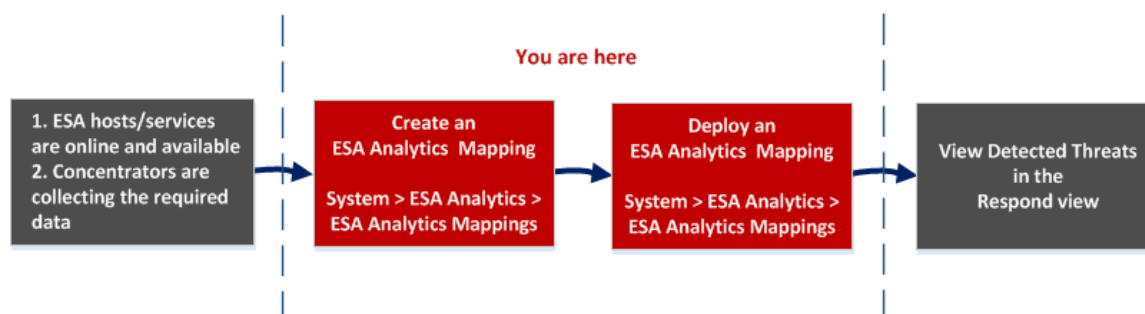 You are here
1. ESA hosts/services
are online and available
2. Concentrators are
collecting the required
data
Create an
ESA Analytics Mapping
System > ESA Analytics >
ESA Analytics Mappings
Deploy an
ESA Analytics Mapping
System > ESA Analytics >
ESA Analytics Mappings
View Detected Threats
in the
Respond view